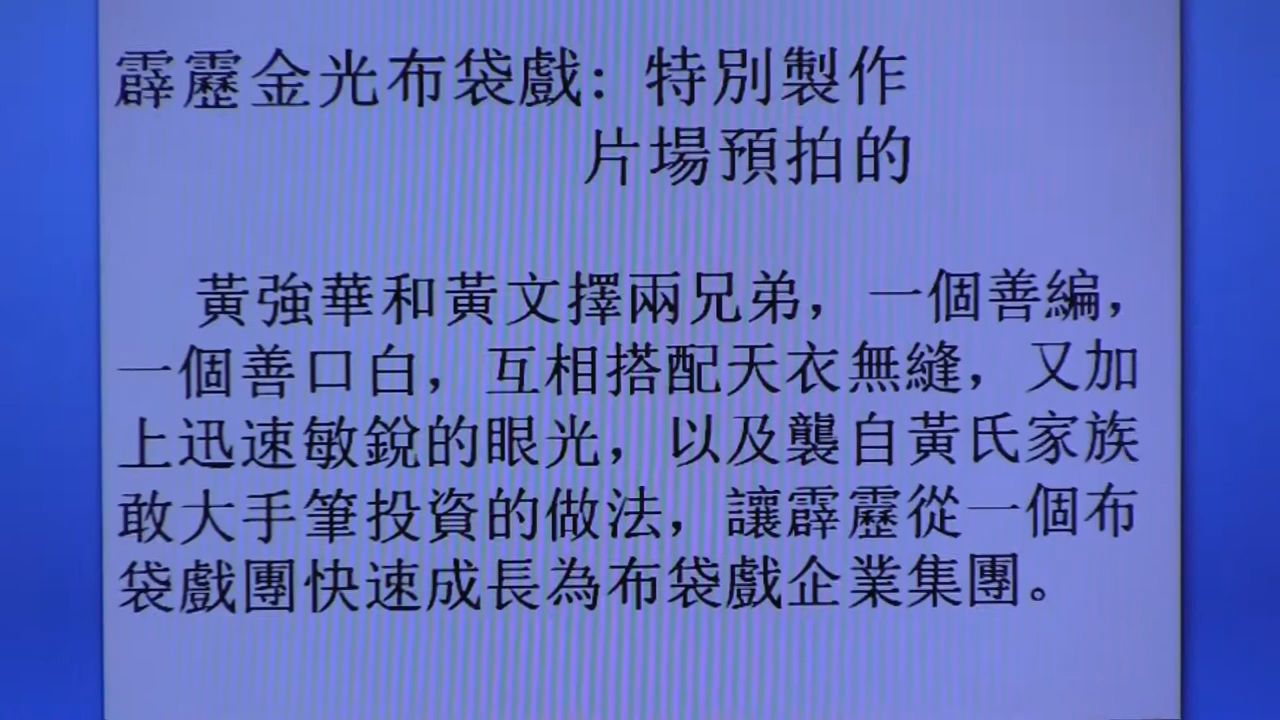 霹靂金光布袋戲: 特別製作
片場預拍的
黃強華和黃文擇兩兄弟，一個善編，
一個善口白，互相搭配天衣無縫，又加
上迅速敏銳的眼光，以及襲自黃氏家族
敢大手筆投資的做法，讓霹靂從一個布
袋戲團快速成長為布袋戲企業集團。